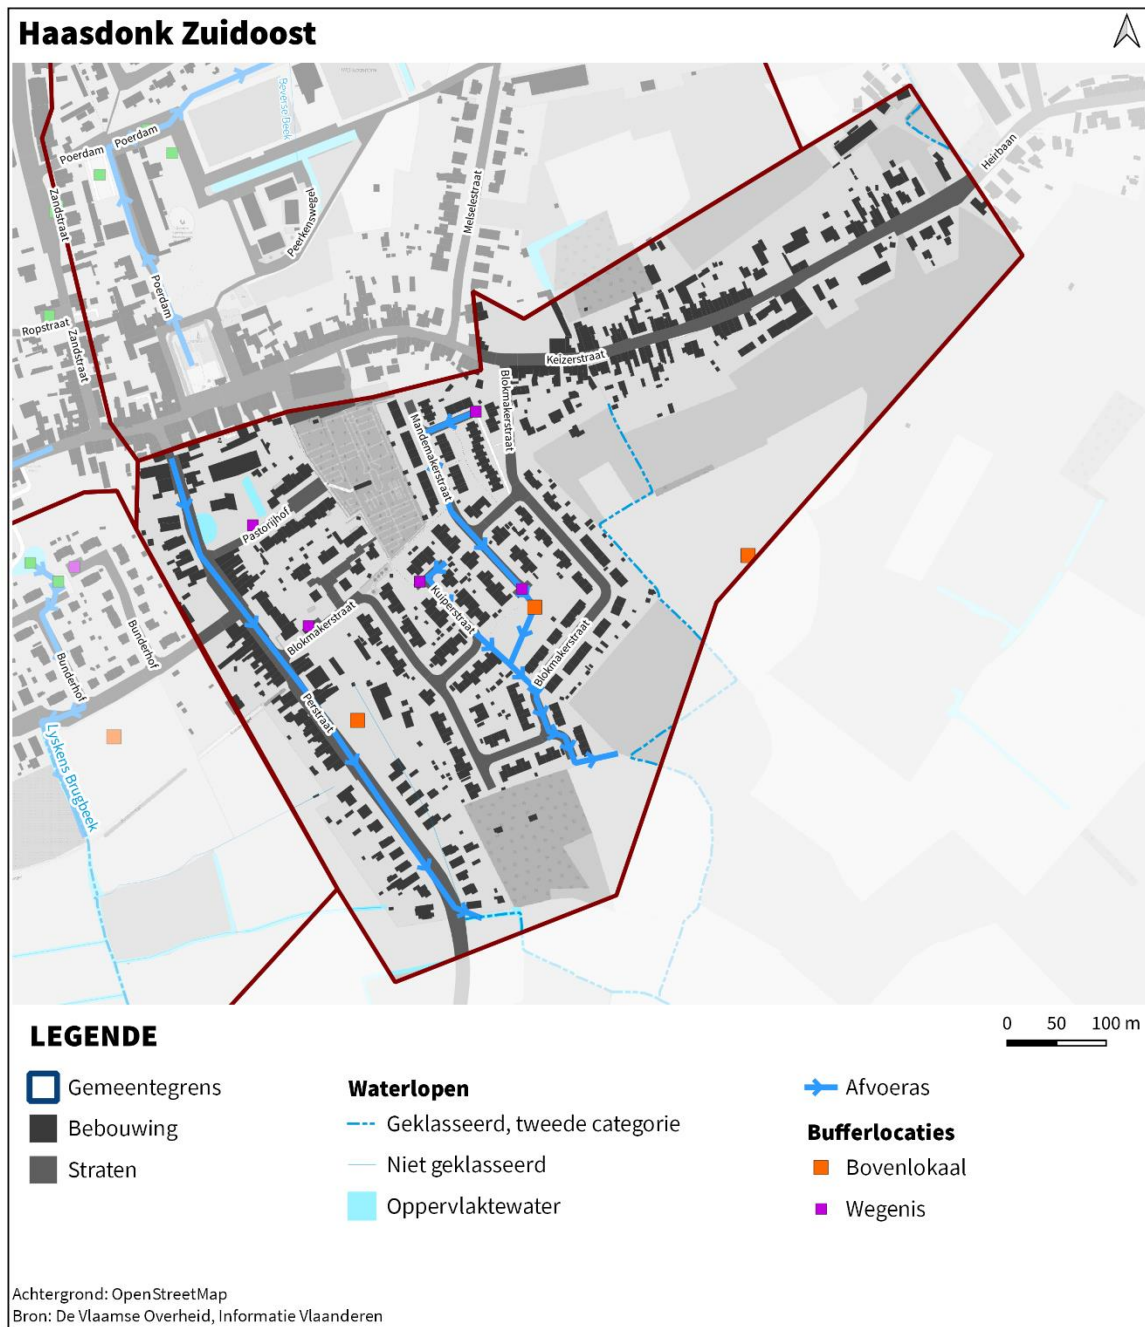 Haasdonk Zuidoost
Beverse Beek
Poerdam
Poerdam
Zandstraat
Peerkenswegel
Melselestraat
Heirbaan
Poerdam
Ropstraat
Zandstraat
Keizerstraat
Blokmakerstraat
Mandemakerstraat
Pastorijhof
Kuiperstraat
Blokmakerstraat
Blokmakerstraat
Bunderhof
Bunderhof
Perstraat
Lyskens Brugbeek
LEGENDE
0 50 100 m
Gemeentegrens
Bebouwing
Straten
Waterlopen
Geklasseerd, tweede categorie
Niet geklasseerd
Oppervlaktewater
Afvoeras
Bufferlocaties
Bovenlokaal
Wegenis
Achtergrond: OpenStreetMap
Bron: De Vlaamse Overheid, Informatie Vlaanderen